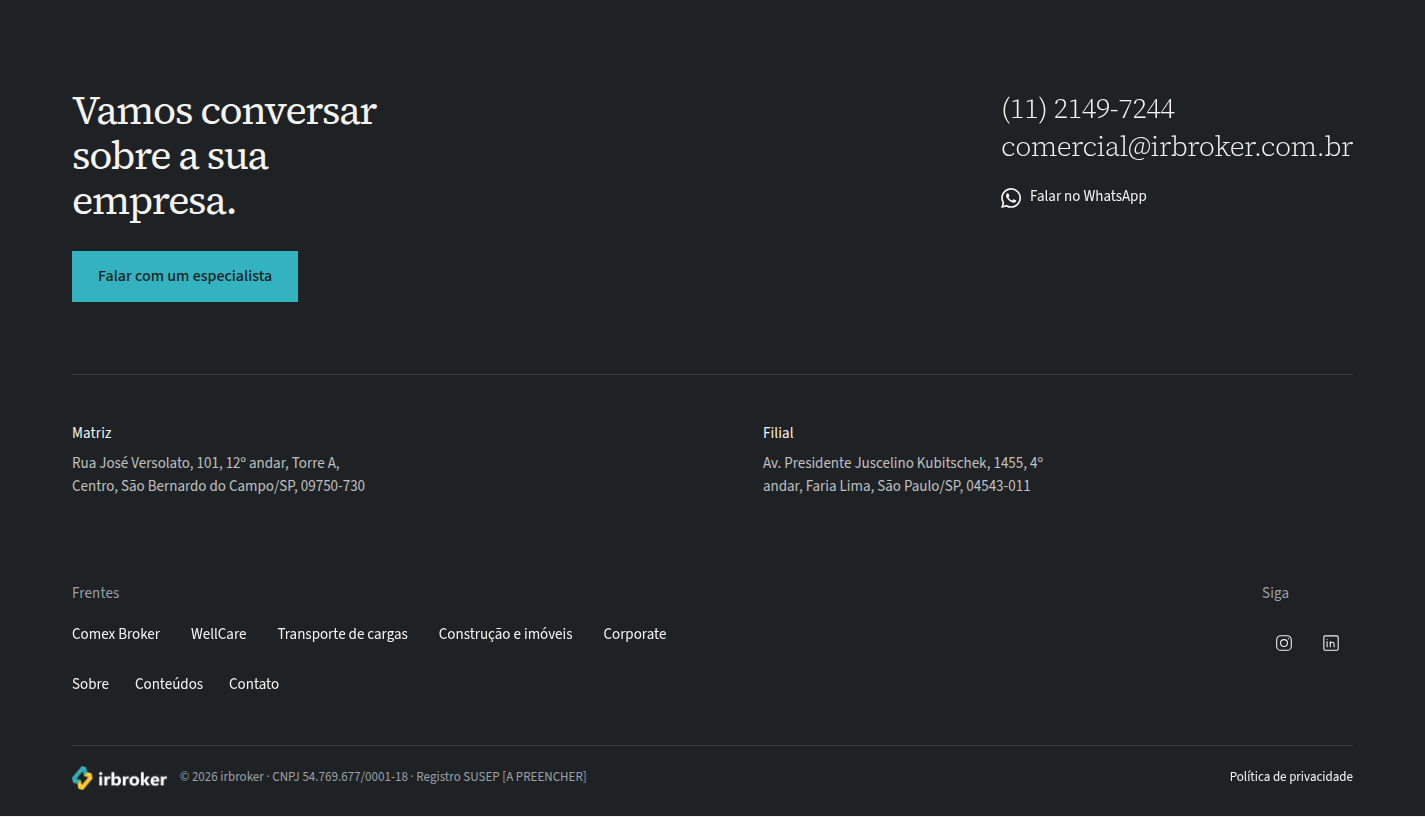 Vamos conversar
sobre a sua
empresa.
Falar com um especialista
(11) 2149-7244
comercial@irbroker.com.br
Falar no WhatsApp
Matriz
Rua José Versolato, 101, 12º andar, Torre A,
Centro, São Bernardo do Campo/SP, 09750-730
Filial
Av. Presidente Juscelino Kubitschek, 1455, 4º
andar, Faria Lima, São Paulo/SP, 04543-011
Frentes
Comex Broker WellCare Transporte de cargas Construção e imóveis Corporate
Sobre Conteúdos Contato
Siga
irbroker © 2026 irbroker · CNPJ 54.769.677/0001-18 · Registro SUSEP [A PREENCHER]
Política de privacidade